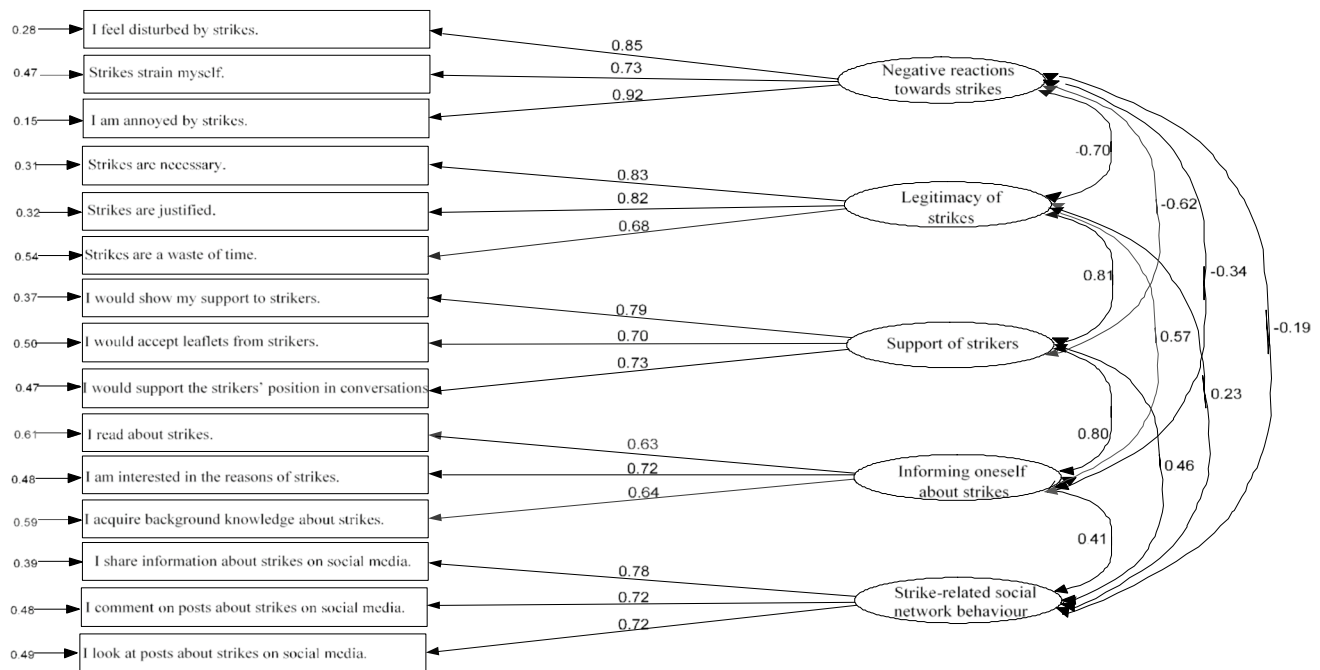 0.28
I feel disturbed by strikes.
0.85
0.47
Strikes strain myself.
0.73
Negative reactions
towards strikes
0.92
0.15
I am annoyed by strikes.
-0.70
0.31
Strikes are necessary.
0.83
0.32
Strikes are justified.
0.82
Legitimacy of
strikes
-0.62
0.68
0.54
Strikes are a waste of time.
0.81
-0.34
0.37
I would show my support to strikers.
0.79
-0.19
0.50
I would accept leaflets from strikers.
0.70
Support of strikers
0.57
0.73
0.47
I would support the strikers' position in conversations
0.23
0.61
I read about strikes.
0.63
0.80
0.48
I am interested in the reasons of strikes.
0.72
Informing oneself
about strikes
0.46
0.64
0.59
I acquire background knowledge about strikes.
0.41
0.39
I share information about strikes on social media.
0.78
0.48
I comment on posts about strikes on social media.
0.72
Strike-related social
network behaviour
0.72
0.49
I look at posts about strikes on social media.